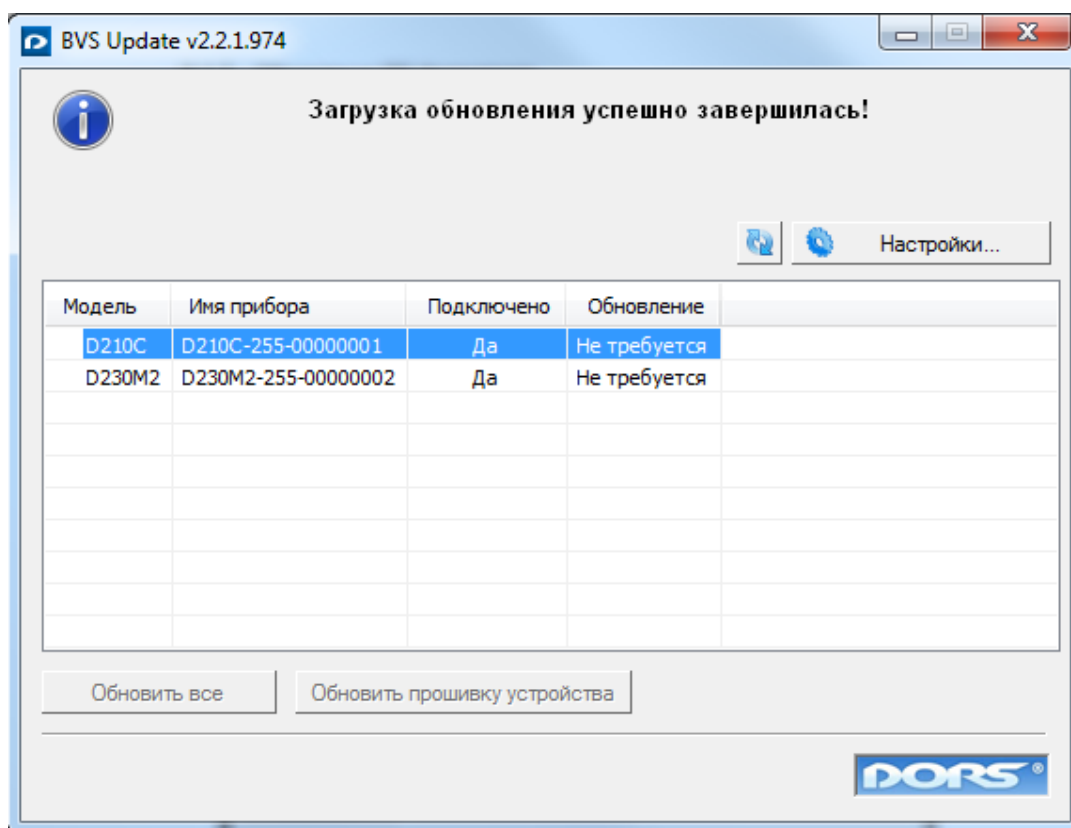 BVS Update v2.2.1.974
Загрузка обновления успешно завершилась!
Настройки...
Модель Имя прибора Подключено Обновление
D210C D210C-255-00000001 Да Не требуется
D230M2 D230M2-255-00000002 Да Не требуется
Обновить все Обновить прошивку устройства
DORS®